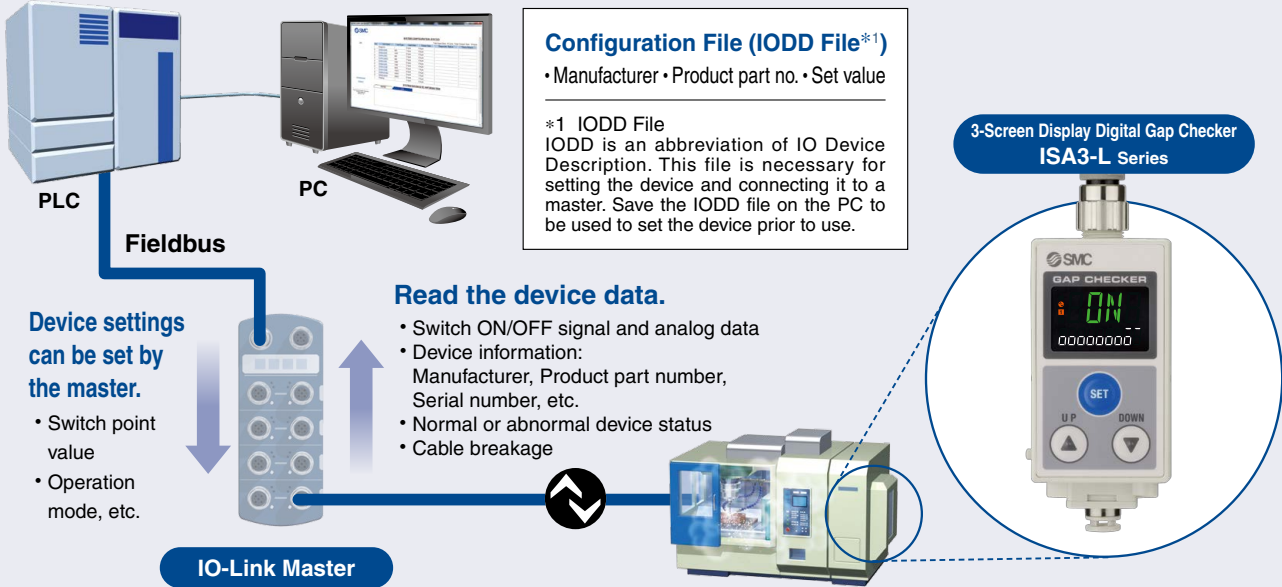 PLC
PC
Fieldbus
Configuration File (IODD File*1)
• Manufacturer • Product part no. • Set value
*1 IODD File
IODD is an abbreviation of IO Device
Description. This file is necessary for
setting the device and connecting it to a
master. Save the IODD file on the PC to
be used to set the device prior to use.
3-Screen Display Digital Gap Checker
ISA3-L Series
Device settings
can be set by
the master.
• Switch point
value
• Operation
mode, etc.
Read the device data.
• Switch ON/OFF signal and analog data
• Device information:
Manufacturer, Product part number,
Serial number, etc.
• Normal or abnormal device status
• Cable breakage
IO-Link Master
SMC
GAP CHECKER
ON
--
00000000
SET
UP
DOWN